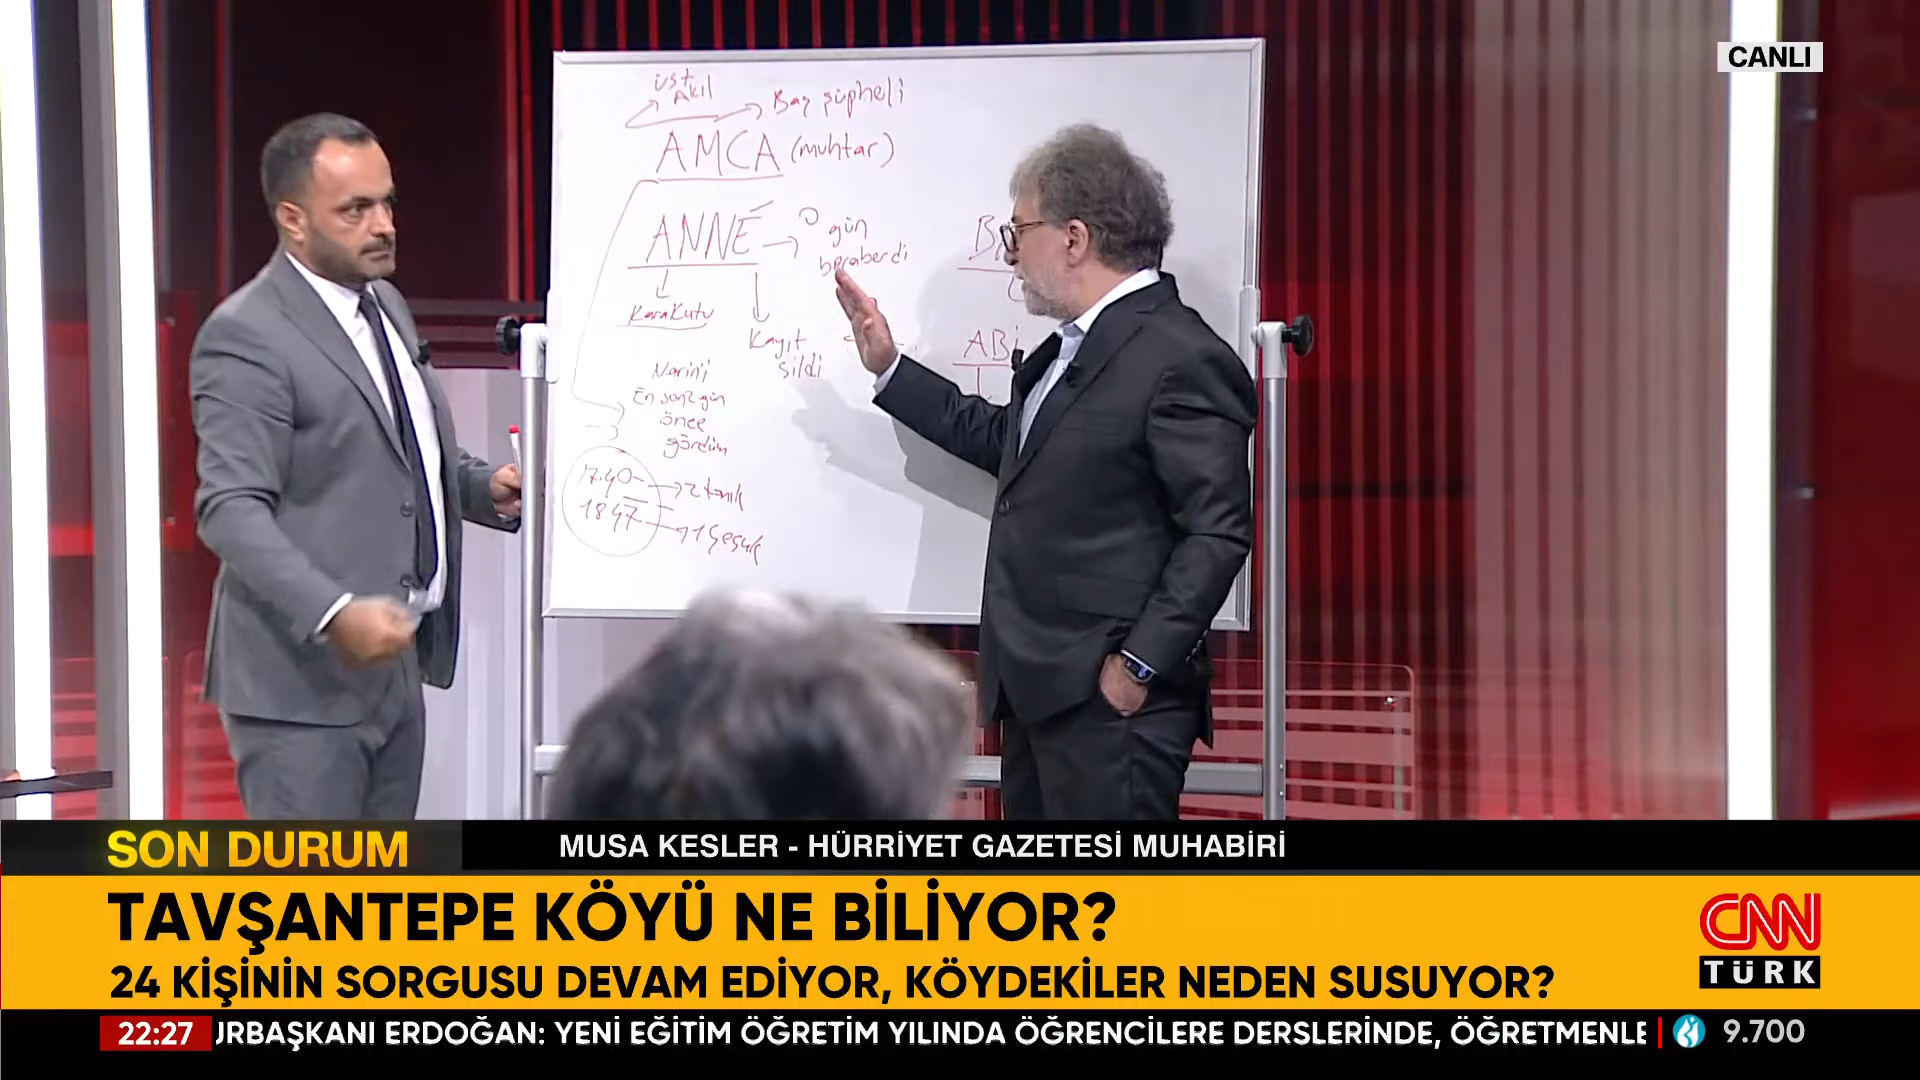 CANLI
üst
Akıl
Baş şüpheli
AMCA (muhtar)
ANNE
O gün
beraberdi
KaraKutu
Kayıt
sildi
Narin'i
En son 2 gün
önce
gördüm
17.40
2 tanık
18.47
ABİ
SON DURUM
MUSA KESLER - HÜRRİYET GAZETESİ MUHABİRİ
TAVŞANTEPE KÖYÜ NE BİLİYOR?
24 KİŞİNİN SORGUSU DEVAM EDİYOR, KÖYDEKİLER NEDEN SUSUYOR?
CNN
TÜRK
22:27 URBAŞKANI ERDOĞAN: YENİ EĞİTİM ÖĞRETİM YILINDA ÖĞRENCİLERE DERSLERİNDE, ÖĞRETMENLE 9.700